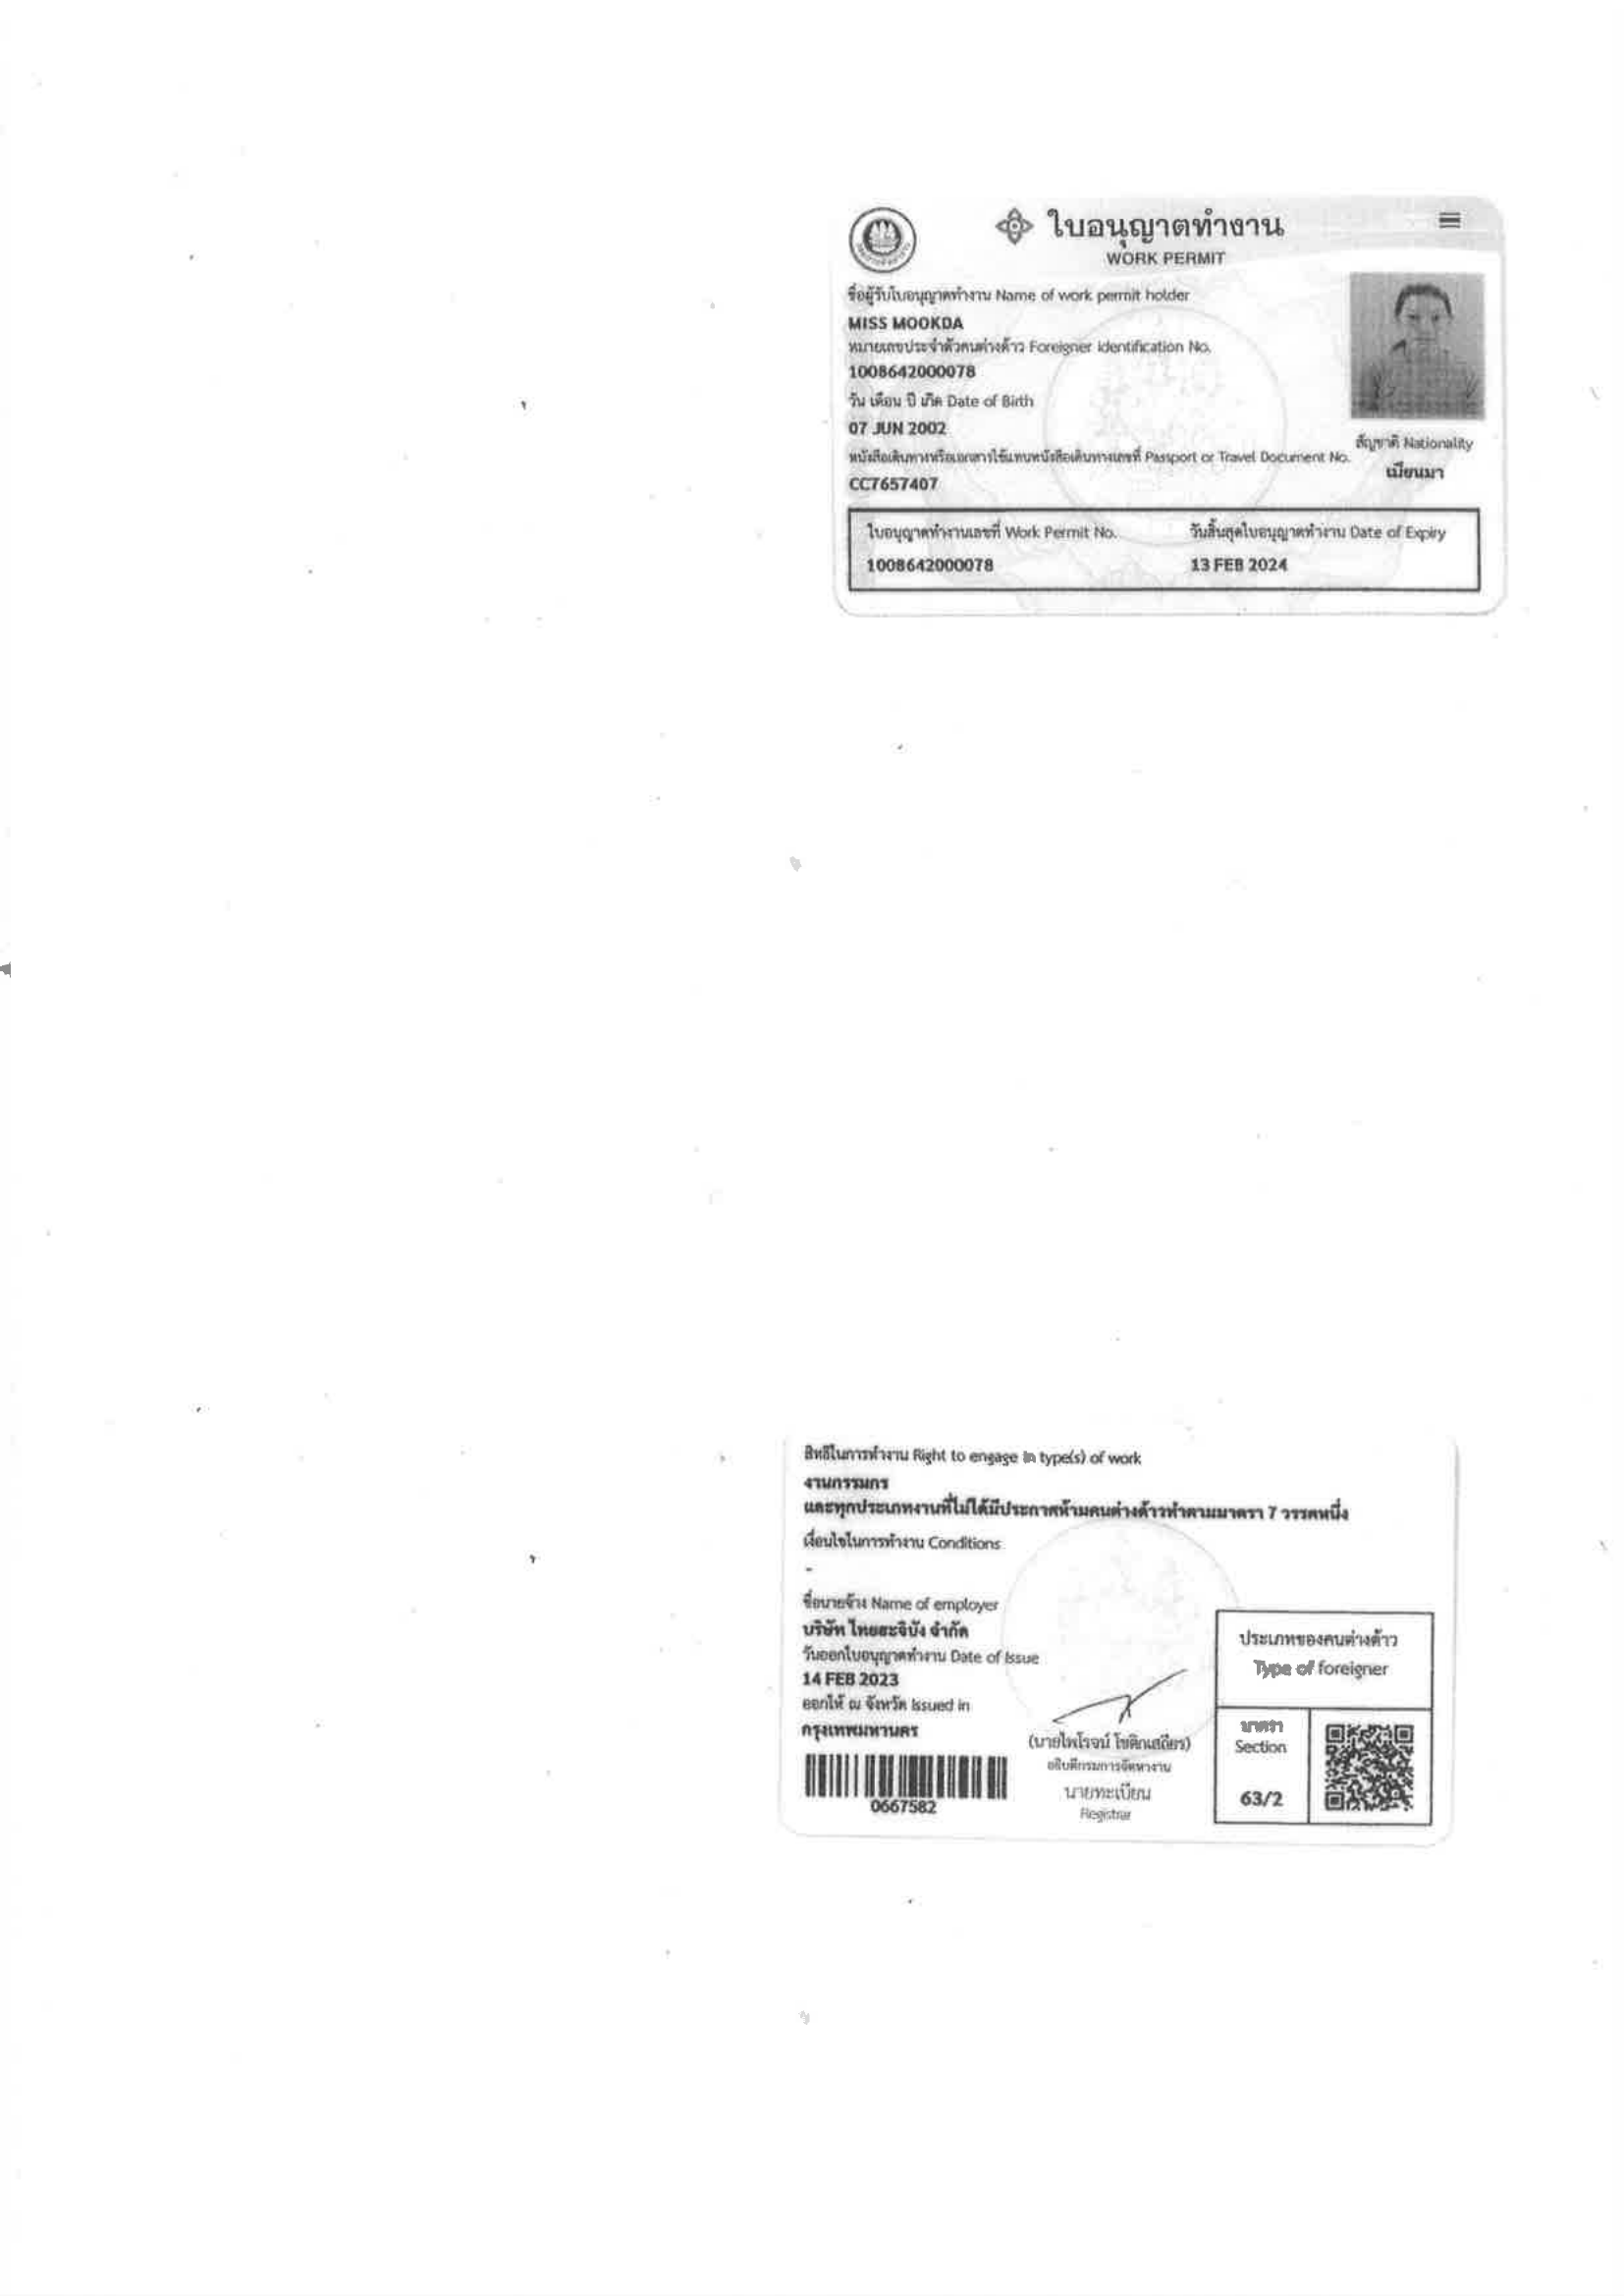 ใบอนุญาตทำงาน
WORK PERMIT
ชื่อผู้รับใบอนุญาตทำงาน Name of work permit holder
MISS MOOKDA
หมายเลขประจำตัวคนต่างด้าว Foreigner Identification No.
1008642000078
วัน เดือน ปี เกิด Date of Birth
07 JUN 2002
หนังสือเดินทางหรือเอกสารใช้แทนหนังสือเดินทางเลขที่ Passport or Travel Document No.
CC7657407
สัญชาติ Nationality
เมียนมา
ใบอนุญาตทำงานเลขที่ Work Permit No.
1008642000078
วันสิ้นสุดใบอนุญาตทำงาน Date of Expiry
13 FEB 2024
สิทธิในการทำงาน Right to engage in type(s) of work
งานกรรมกร
และทุกประเภทงานที่ไม่ได้มีประกาศห้ามคนต่างด้าวทำตามมาตรา 7 วรรคหนึ่ง
เงื่อนไขในการทำงาน Conditions
-
ชื่อนายจ้าง Name of employer
บริษัท ไทยฮะจิบัง จำกัด
วันออกใบอนุญาตทำงาน Date of Issue
14 FEB 2023
ออกให้ ณ จังหวัด Issued in
กรุงเทพมหานคร
0667582
(นายไพโรจน์ โชติกเสถียร)
อธิบดีกรมการจัดหางาน
นายทะเบียน
Registrar
ประเภทของคนต่างด้าว
Type of foreigner
มาตรา
Section
63/2